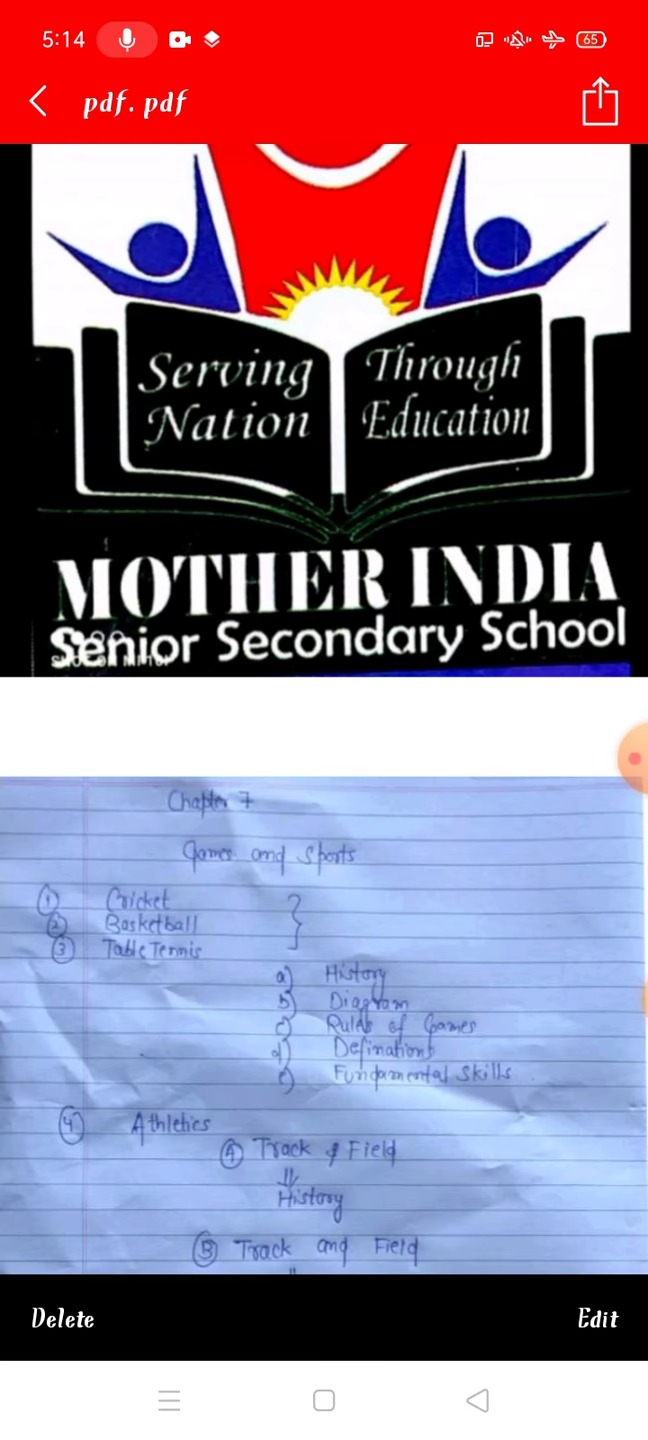 5:14
65
pdf. pdf
Serving Through
Nation Education
MOTHER INDIA
Senior Secondary School
Chapter 7
Games and Sports
① Cricket }
② Basketball
③ Table Tennis
a) History
b) Diagram
c) Rules of Games
d) Definations
e) Fundamental Skills
④ Athletics
Ⓐ Track & Field
⇓
History
Ⓑ Track and Field
Delete Edit